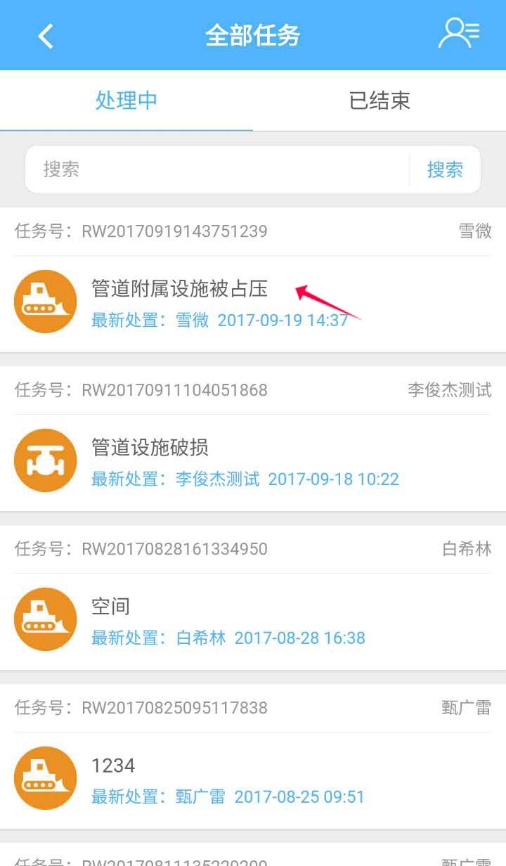 全部任务
处理中 已结束
搜索 搜索
任务号：RW20170919143751239 雪微
管道附属设施被占压
最新处置：雪微 2017-09-19 14:37
任务号：RW20170911104051868 李俊杰测试
管道设施破损
最新处置：李俊杰测试 2017-09-18 10:22
任务号：RW20170828161334950 白希林
空间
最新处置：白希林 2017-08-28 16:38
任务号：RW20170825095117838 甄广雷
1234
最新处置：甄广雷 2017-08-25 09:51
任务号： 甄广雷